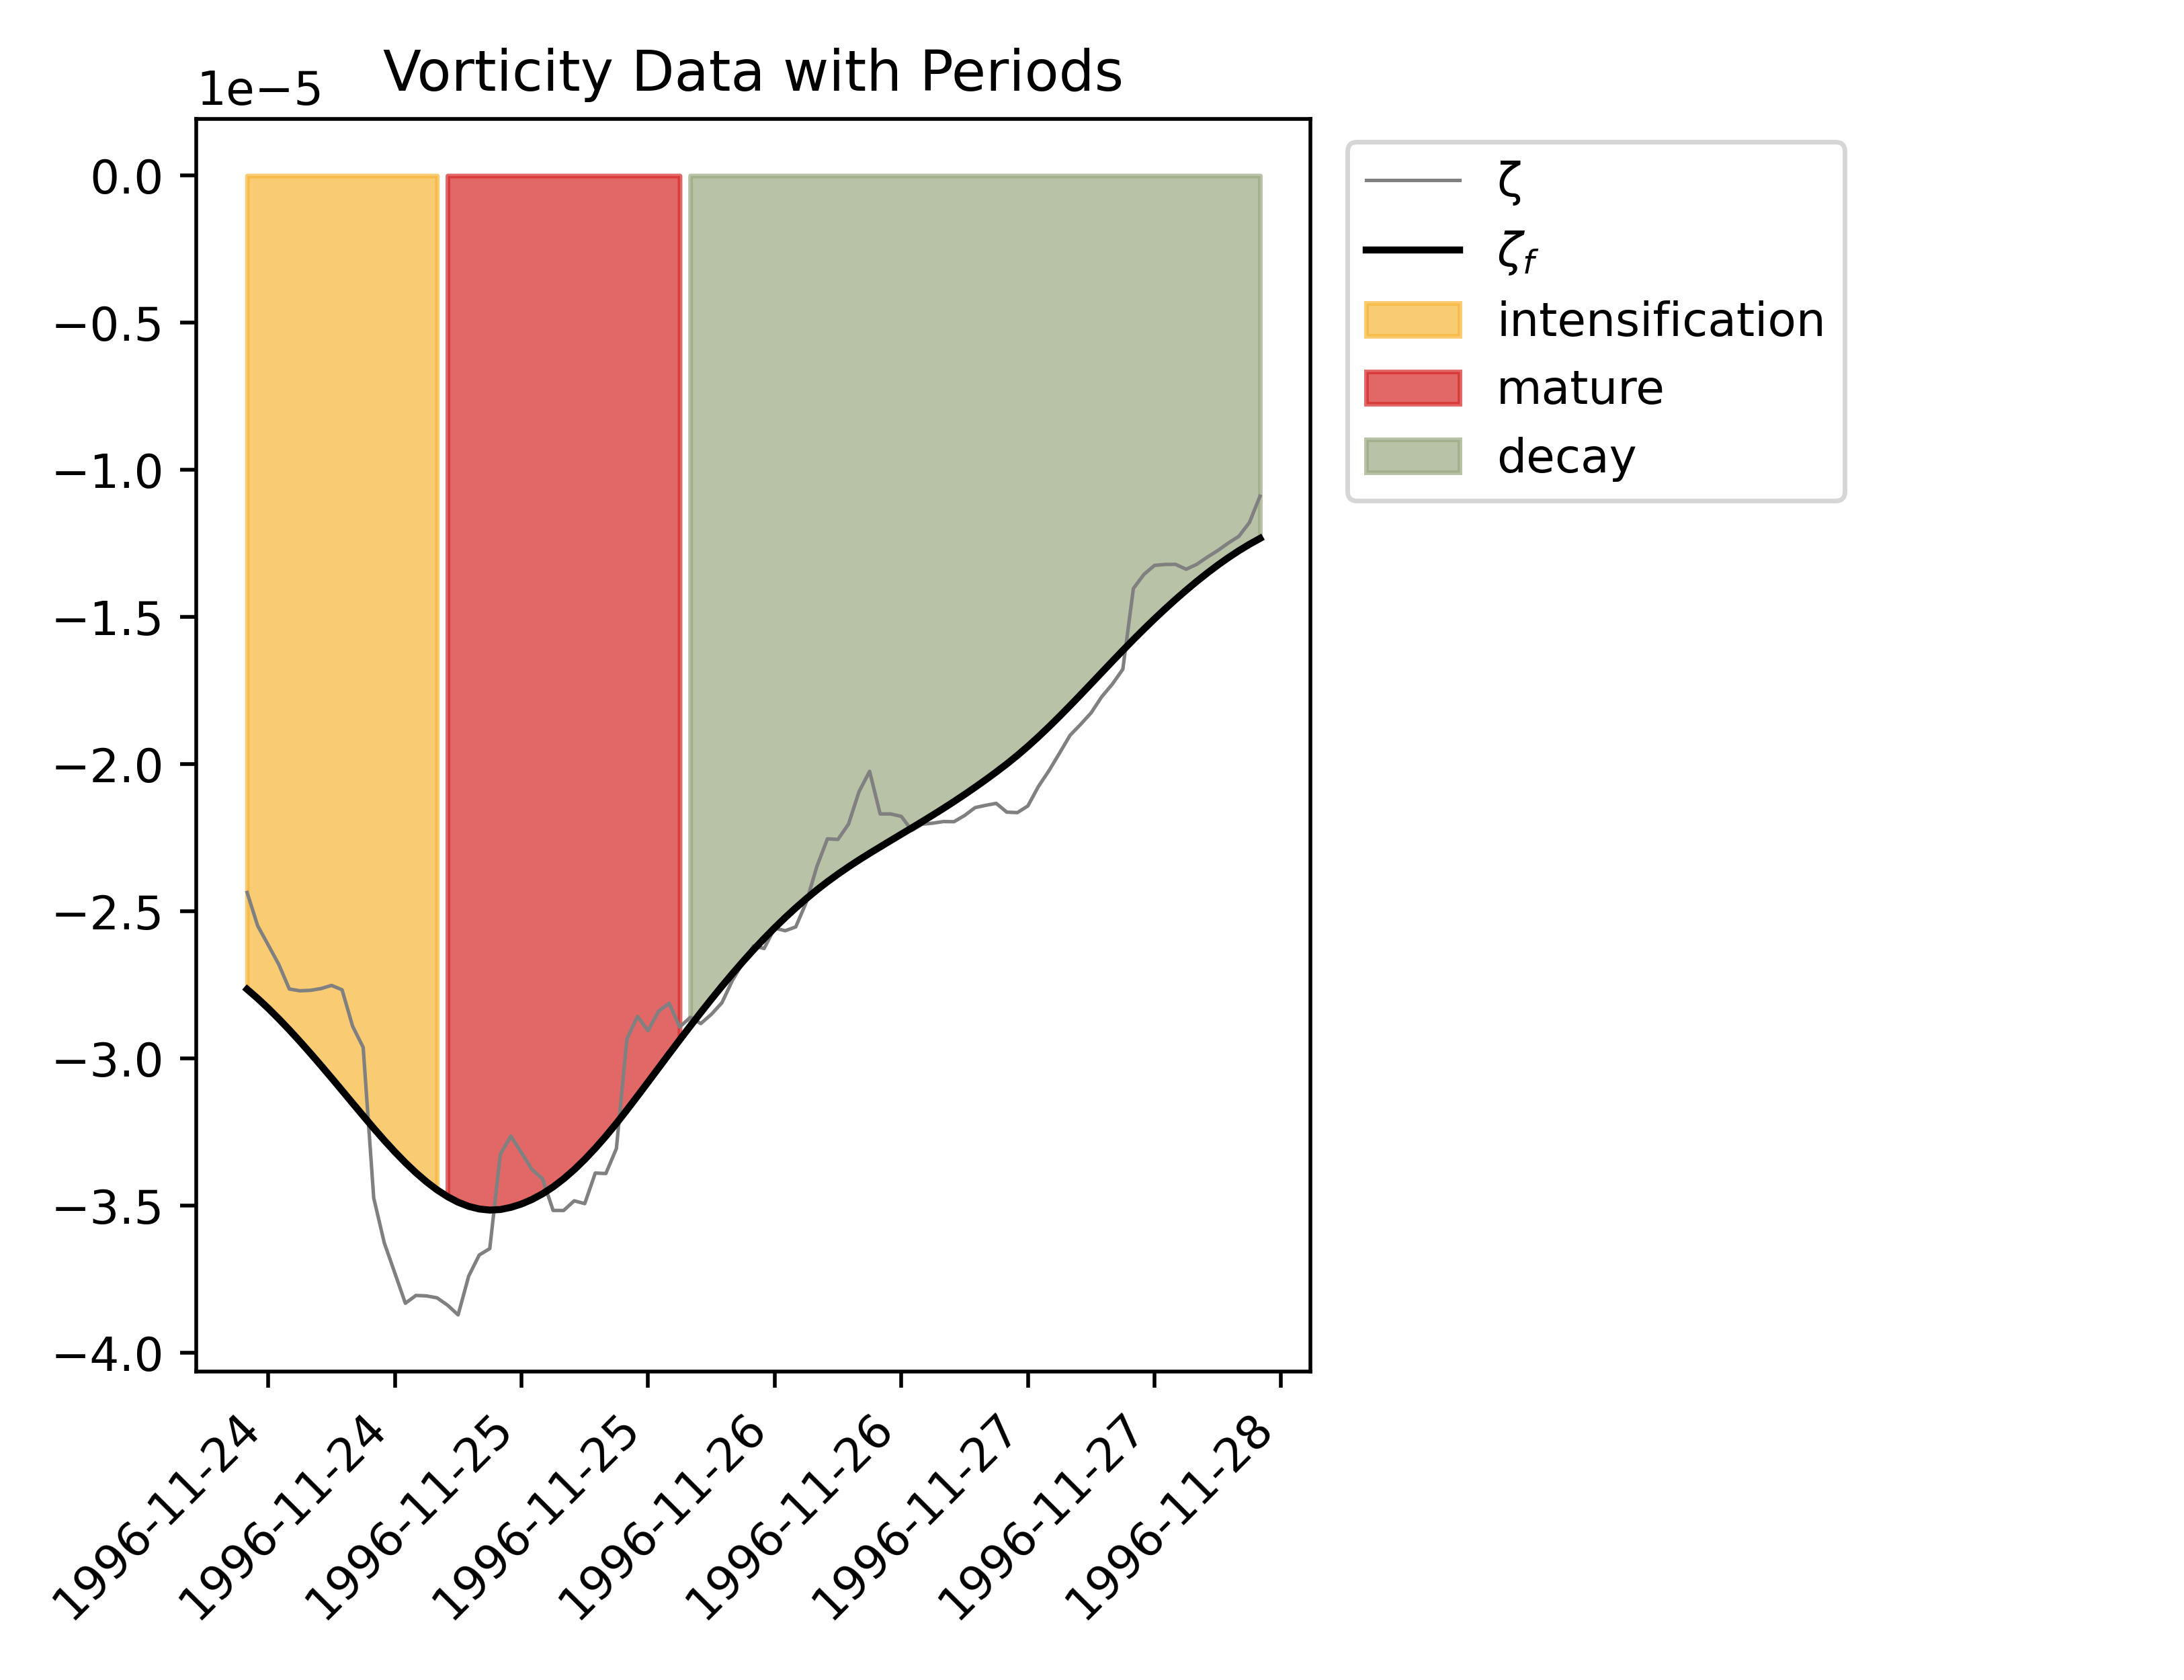 Vorticity Data with Periods
1e−5
0.0
−0.5
−1.0
−1.5
−2.0
−2.5
−3.0
−3.5
−4.0
1996-11-24
1996-11-24
1996-11-25
1996-11-25
1996-11-26
1996-11-26
1996-11-27
1996-11-27
1996-11-28
ζ
ζf
intensification
mature
decay